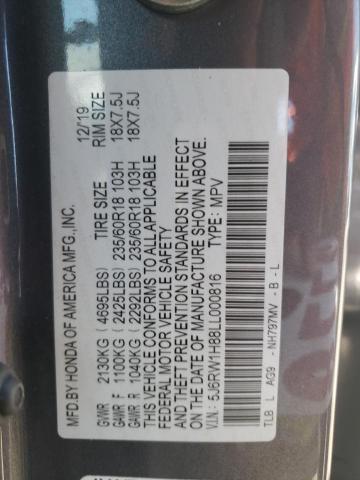 MFD.BY HONDA OF AMERICA MFG.,INC. 12/'19
GVWR 2130KG (4695LBS) TIRE SIZE RIM SIZE
GAWR F 1100KG (2425LBS) 235/60R18 103H 18X7.5J
GAWR R 1040KG (2292LBS) 235/60R18 103H 18X7.5J
THIS VEHICLE CONFORMS TO ALL APPLICABLE
FEDERAL MOTOR VEHICLE SAFETY
AND THEFT PREVENTION STANDARDS IN EFFECT
ON THE DATE OF MANUFACTURE SHOWN ABOVE.
V.I.N.: 5J6RW1H88LL000816 MPV
TLB L AG9 - NH797MV - B - L